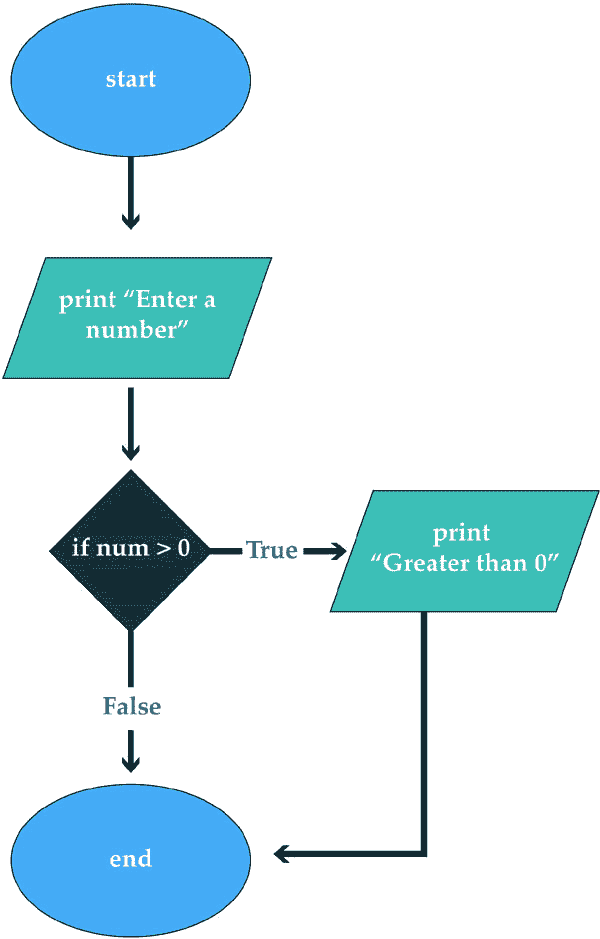 start
print “Enter a
number”
if num > 0
True
print
“Greater than 0”
False
end